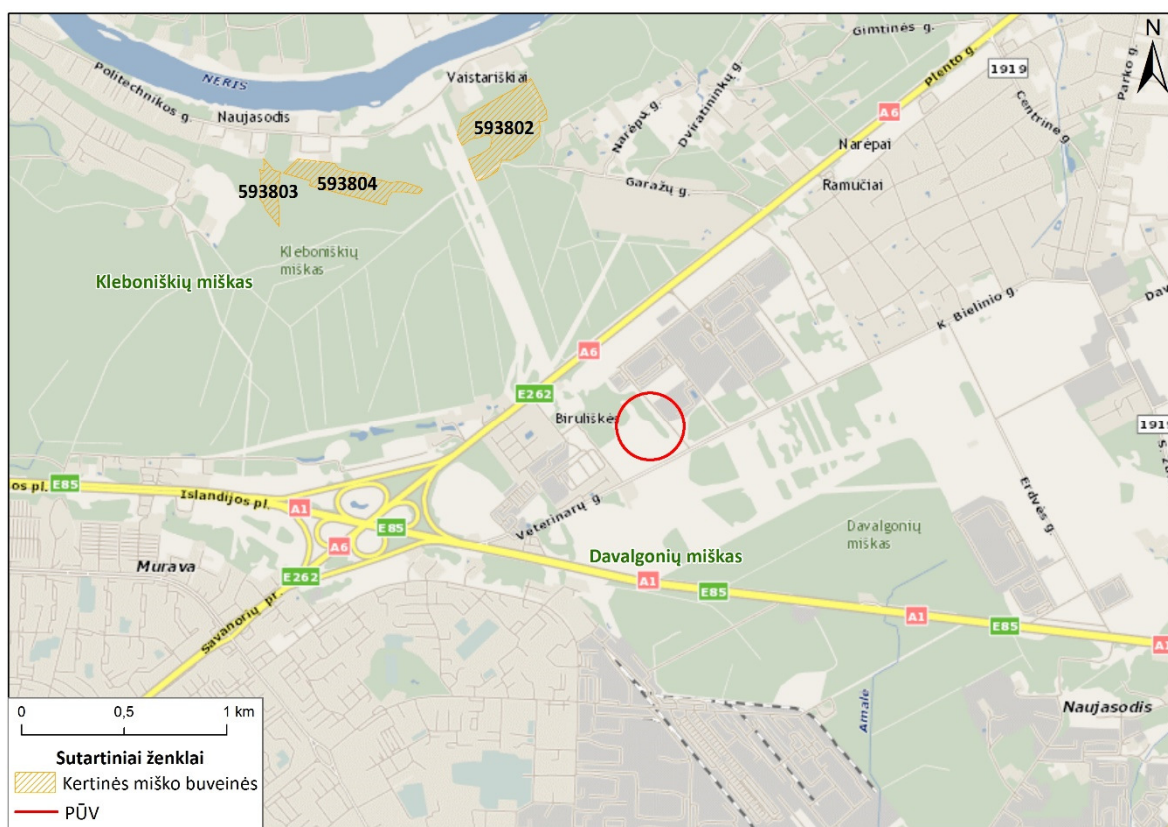 N
Gimtinės g.
Plento g.
1919
Parko g.
Vaistariškiai
NERIS
Politechnikos g.
Naujasodis
593802
Narėpų g.
Dviratininkų g.
A6
Centrinė g.
Narėpai
593803
593804
Garažų g.
Ramučiai
Kleboniškių
miškas
Kleboniškių miškas
K. Bielinio g.
A6
E262
Biruliškės
1919
E85
Islandijos pl.
A1
E85
Veterinarų g.
Erdvės g.
Davalgonių
miškas
A6
Davalgonių miškas
Murava
E262
A1
E85
A1
E85
A1
Savanorių pr.
Amalė
Naujasodis
0 0,5 1 km
Sutartiniai ženklai
Kertinės miško buveinės
PŪV